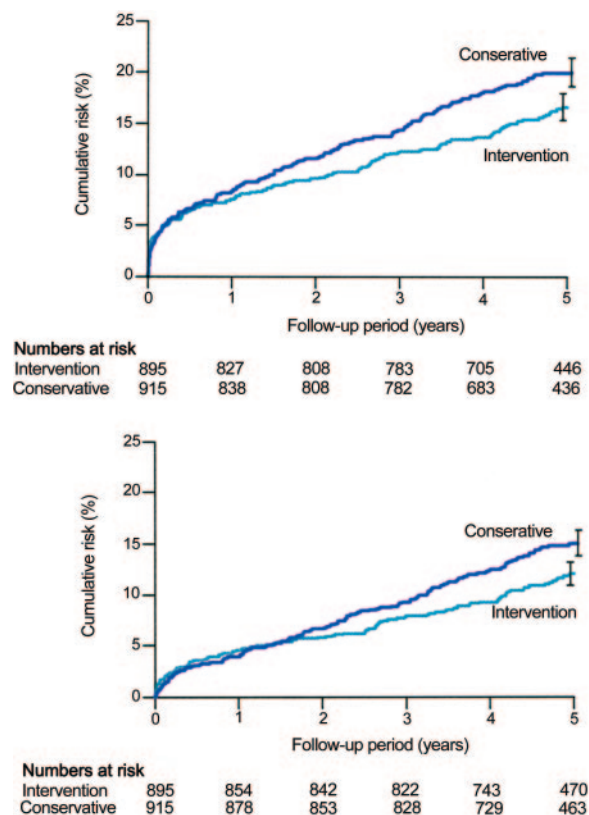 25
20
15
10
5
0
Cumulative risk (%)
Conserative
Intervention
0 1 2 3 4 5
Follow-up period (years)
Numbers at risk
Intervention 895 827 808 783 705 446
Conservative 915 838 808 782 683 436
25
20
15
10
5
0
Cumulative risk (%)
Conserative
Intervention
0 1 2 3 4 5
Follow-up period (years)
Numbers at risk
Intervention 895 854 842 822 743 470
Conservative 915 878 853 828 729 463